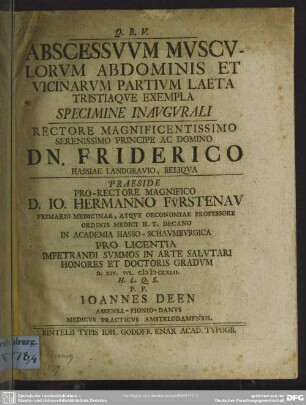 Q. B. V.
ABSCESSVVM MVSCV-
LORVM ABDOMINIS ET
VICINARVM PARTIVM LAETA
TRISTIAQVE EXEMPLA
SPECIMINE INAVGVRALI
RECTORE MAGNIFICENTISSIMO
SERENISSIMO PRINCIPE AC DOMINO
DN. FRIDERICO
HASSIAE LANDGRAVIO, RELIQVA
PRAESIDE
PRO-RECTORE MAGNIFICO
D. IO. HERMANNO FÜRSTENAV
PRIMARIO MEDICINAE, ATQVE OECONOMIAE PROFESSORE
ORDINIS MEDICI H. T. DECANO
IN ACADEMIA HASSO-SCHAVMBVRGICA
PRO LICENTIA
IMPETRANDI SVMMOS IN ARTE SALVTARI
HONORES ET DOCTORIS GRADVM
H. L. Q. S.
P. P.
IOANNES DEEN
ASSENSA-FIONIO-DANVS
MEDICVS PRACTICVS AMSTELODAMENSIS.
RINTELII TYPIS IOH. GODOFR. ENAX ACAD. TYPOGR.